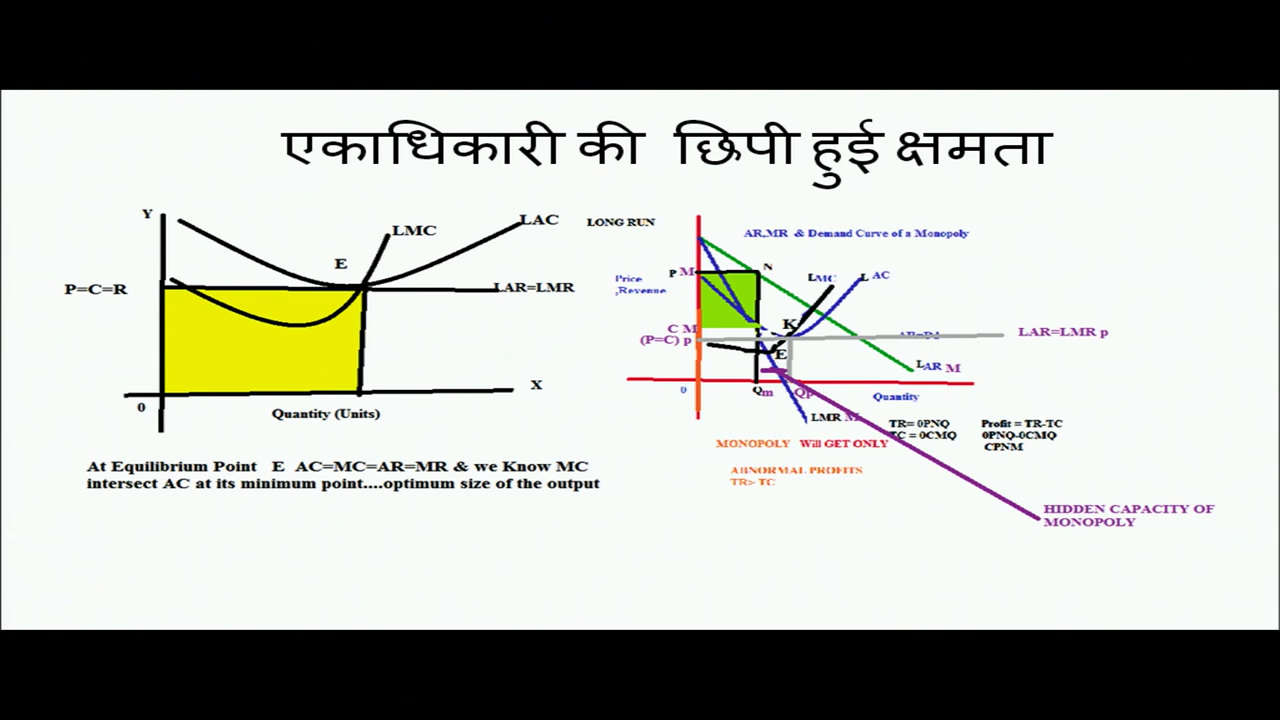 एकाधिकारी की छिपी हुई क्षमता
Y
LMC
LAC
E
P=C=R
LAR=LMR
X
0
Quantity (Units)
At Equilibrium Point E AC=MC=AR=MR & we Know MC
intersect AC at its minimum point....optimum size of the output
LONG RUN
AR,MR & Demand Curve of a Monopoly
P M
N
Price
,Revenue
LMC
L AC
C M
K
(P=C) p
LAR=LMR p
E
LAR M
0
Qm
Qp
Quantity
LMR M
TR= 0PNQ
TC = 0CMQ
Profit = TR-TC
0PNQ-0CMQ
CPNM
MONOPOLY Will GET ONLY
ABNORMAL PROFITS
TR> TC
HIDDEN CAPACITY OF
MONOPOLY